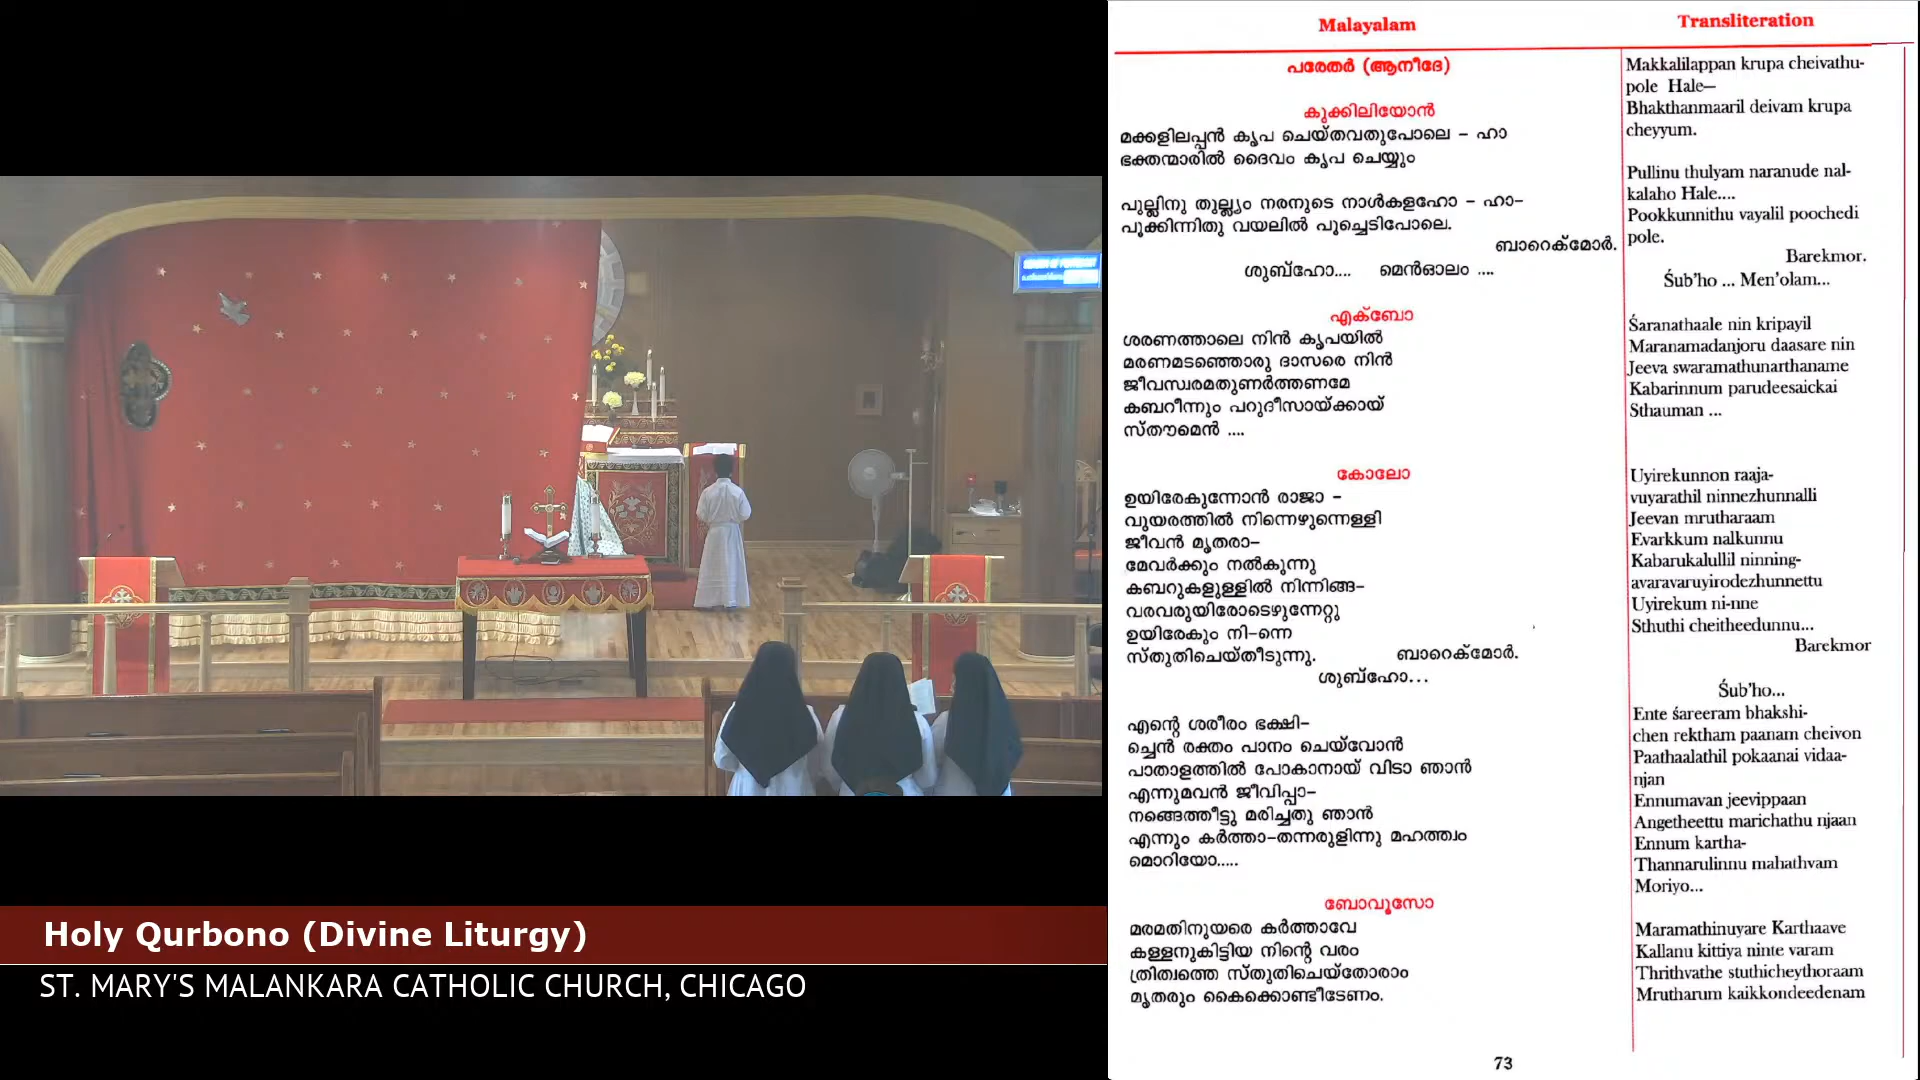 Malayalam
പരേതർ (ആനീദേ)
കുക്കിലിയോൻ
മക്കളിലപ്പൻ കൃപ ചെയ്തവതുപോലെ – ഹാ
ഭക്തന്മാരിൽ ദൈവം കൃപ ചെയ്യും
പുല്ലിനു തുല്ല്യം നരനുടെ നാൾകളഹോ – ഹാ–
പൂക്കിന്നിതു വയലിൽ പൂച്ചെടിപോലെ.
ബാറെക്മോർ.
ശുബ്ഹോ.... മെൻഓലം ....
എക്ബോ
ശരണത്താലെ നിൻ കൃപയിൽ
മരണമടഞ്ഞൊരു ദാസരെ നിൻ
ജീവസ്വരമതുണർത്തണമേ
കബറീന്നും പറുദീസായ്ക്കായ്
സ്തൗമെൻ ....
കോലോ
ഉയിരേകുന്നോൻ രാജാ –
വുയരത്തിൽ നിന്നെഴുന്നെള്ളി
ജീവൻ മൃതരാ–
മേവർക്കും നൽകുന്നു
കബറുകളുള്ളിൽ നിന്നിങ്ങ–
വരവരുയിരോടെഴുന്നേറ്റു
ഉയിരേകും നി–ന്നെ
സ്തുതിചെയ്തീടുന്നു. ബാറെക്മോർ.
ശുബ്ഹോ...
എന്റെ ശരീരം ഭക്ഷി–
ച്ചെൻ രക്തം പാനം ചെയ്‌വോൻ
പാതാളത്തിൽ പോകാനായ് വിടാ ഞാൻ
എന്നുമവൻ ജീവിപ്പാ–
നങ്ങെത്തീട്ടു മരിച്ചതു ഞാൻ
എന്നും കർത്താ–തന്നരുളിന്നു മഹത്ത്വം
മൊറിയോ.....
ബോവൂസോ
മരമതിനുയരെ കർത്താവേ
കള്ളനുകിട്ടിയ നിന്റെ വരം
ത്രിത്വത്തെ സ്തുതിചെയ്തോരാം
മൃതരും കൈക്കൊണ്ടീടേണം.
Transliteration
Makkalilappan krupa cheivathu-
pole Hale—
Bhakthanmaaril deivam krupa
cheyyum.
Pullinu thulyam naranude nal-
kalaho Hale....
Pookkunnithu vayalil poochedi
pole.
Barekmor.
Śub'ho ... Men'olam...
Śaranathaale nin kripayil
Maranamadanjoru daasare nin
Jeeva swaramathunarthaname
Kabarinnum parudeesaickai
Sthauman ...
Uyirekunnon raaja-
vuyarathil ninnezhunnalli
Jeevan mrutharaam
Evarkkum nalkunnu
Kabarukalullil ninning-
avaravaruyirodezhunnettu
Uyirekum ni-nne
Sthuthi cheitheedunnu...
Barekmor
Śub'ho...
Ente śareeram bhakshi-
chen rektham paanam cheivon
Paathaalathil pokaanai vidaa-
njan
Ennumavan jeevippaan
Angetheettu marichathu njaan
Ennum kartha-
Thannarulinnu mahathvam
Moriyo...
Maramathinuyare Karthaave
Kallanu kittiya ninte varam
Thrithvathe stuthicheythoraam
Mrutharum kaikkondeedenam
73
Holy Qurbono (Divine Liturgy)
ST. MARY'S MALANKARA CATHOLIC CHURCH, CHICAGO